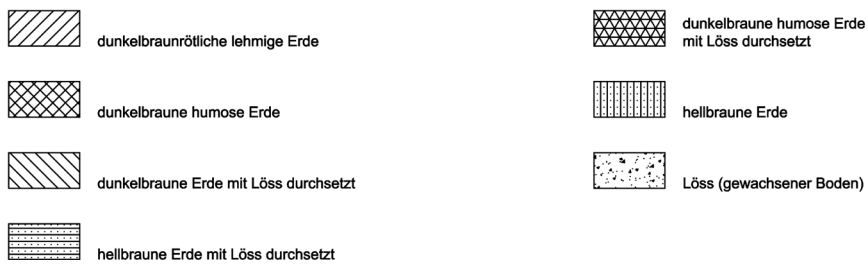 dunkelbraunrötliche lehmige Erde
dunkelbraune humose Erde
dunkelbraune Erde mit Löss durchsetzt
hellbraune Erde mit Löss durchsetzt
dunkelbraune humose Erde
mit Löss durchsetzt
hellbraune Erde
Löss (gewachsener Boden)